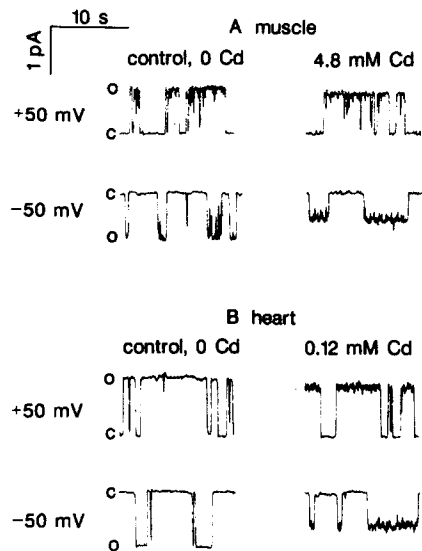 10 s
1 pA
A muscle
control, 0 Cd
4.8 mM Cd
+50 mV
O
C
-50 mV
C
O
B heart
control, 0 Cd
0.12 mM Cd
+50 mV
O
C
-50 mV
C
O